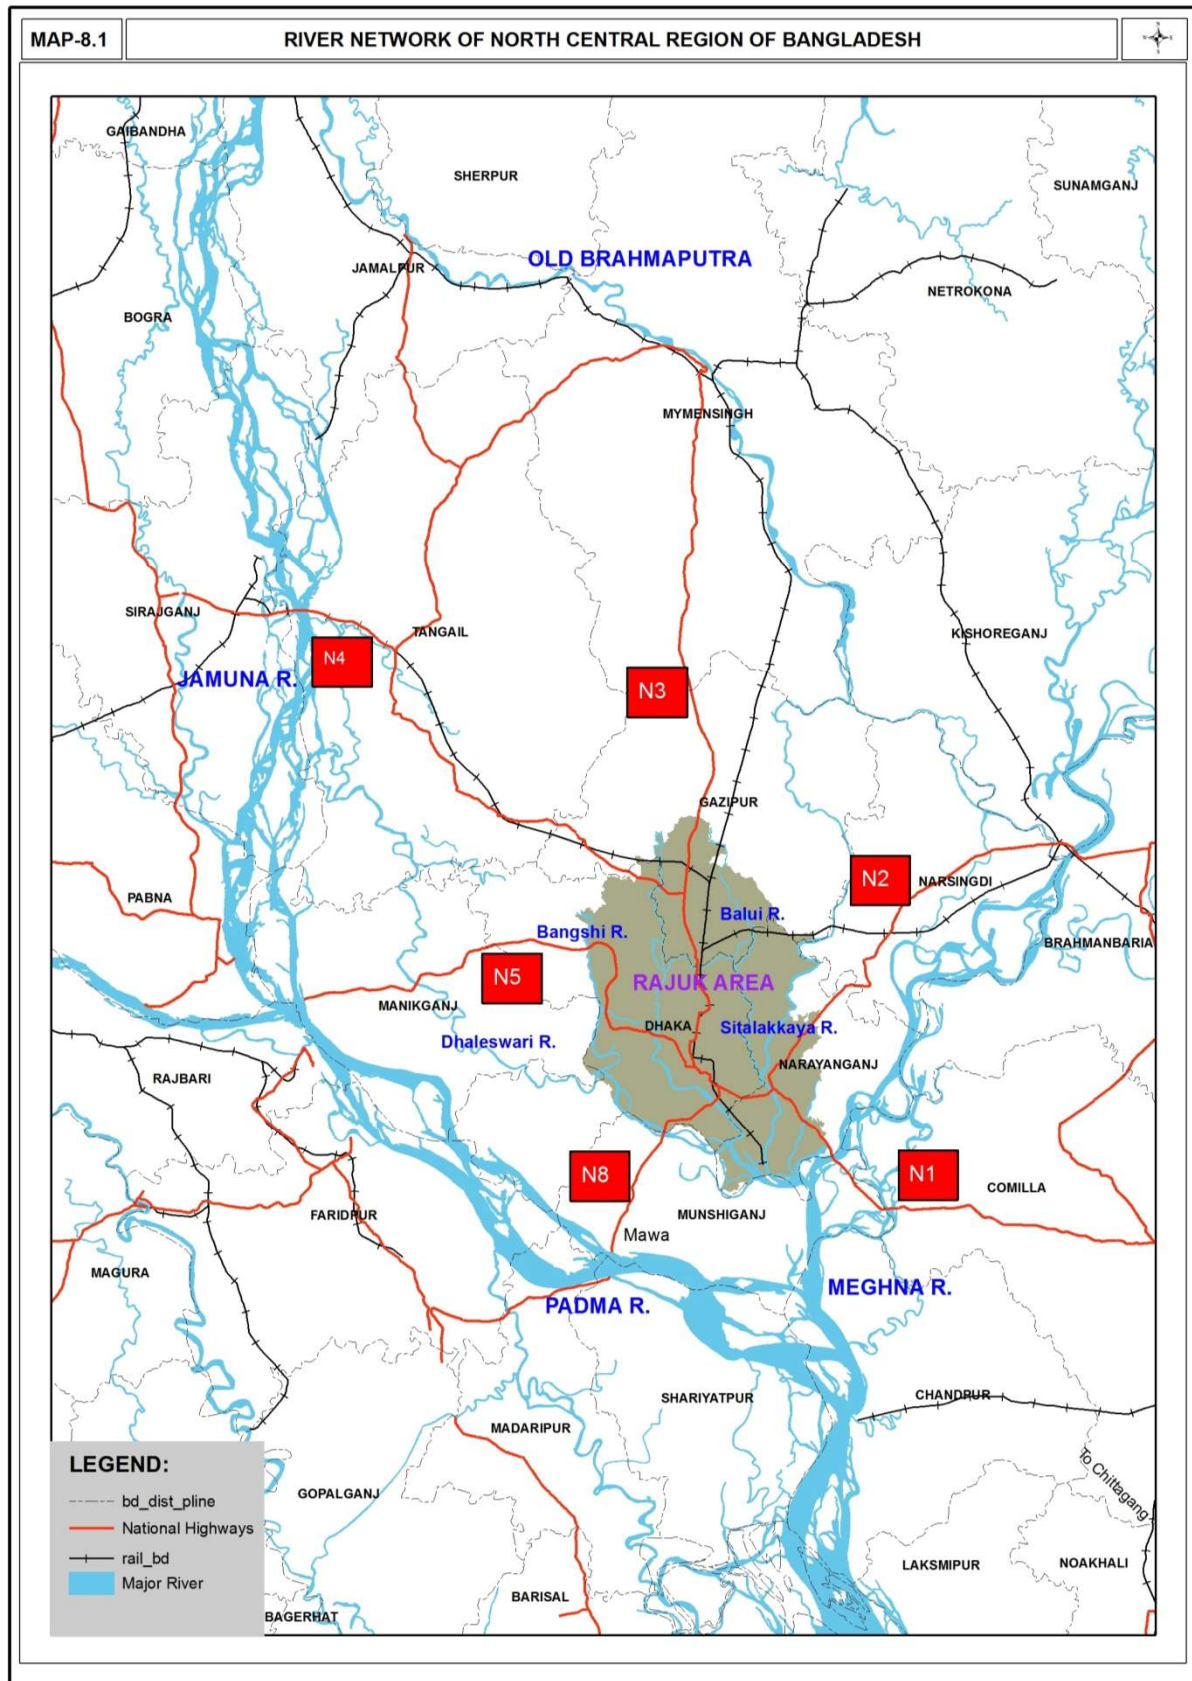 MAP-8.1
RIVER NETWORK OF NORTH CENTRAL REGION OF BANGLADESH
GAIBANDHA
SHERPUR
SUNAMGANJ
OLD BRAHMAPUTRA
JAMALPUR
NETROKONA
BOGRA
MYMENSINGH
SIRAJGANJ
TANGAIL
KISHOREGANJ
N4
JAMUNA R.
N3
GAZIPUR
N2
NARSINGDI
PABNA
Balui R.
Bangshi R.
BRAHMANBARIA
N5
RAJUK AREA
MANIKGANJ
DHAKA
Sitalakkaya R.
Dhaleswari R.
NARAYANGANJ
RAJBARI
N8
N1
COMILLA
FARIDPUR
MUNSHIGANJ
Mawa
MAGURA
MEGHNA R.
PADMA R.
SHARIYATPUR
CHANDPUR
MADARIPUR
To Chittagang
GOPALGANJ
LAKSMIPUR
NOAKHALI
BARISAL
BAGERHAT
LEGEND:
bd_dist_pline
National Highways
rail_bd
Major River